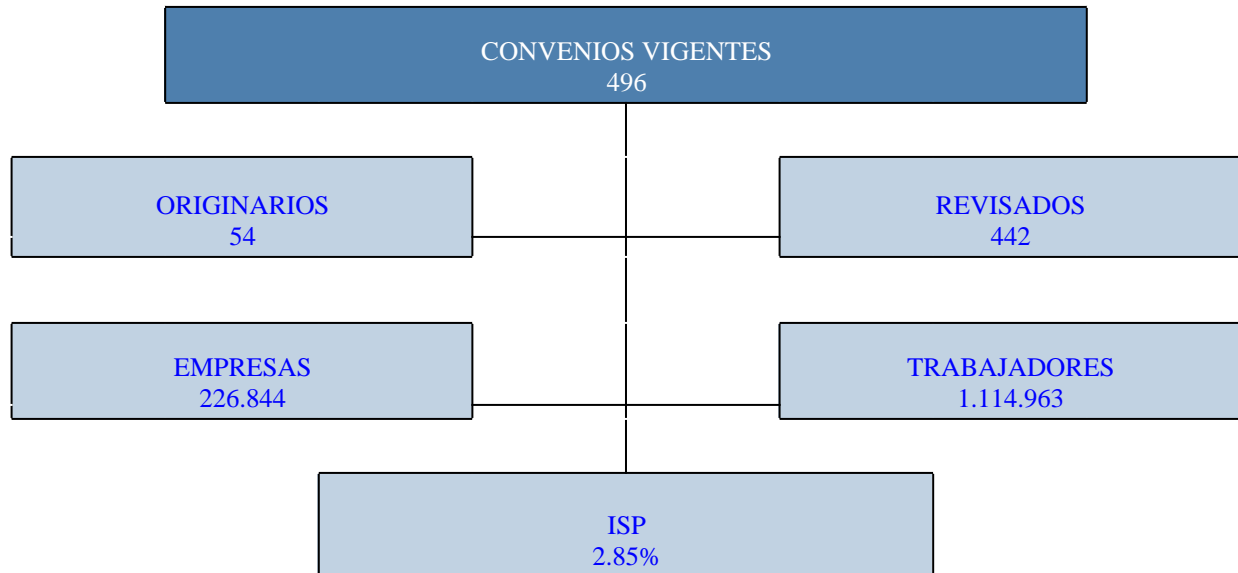 CONVENIOS VIGENTES
496
ORIGINARIOS
54
REVISADOS
442
EMPRESAS
226.844
TRABAJADORES
1.114.963
ISP
2.85%